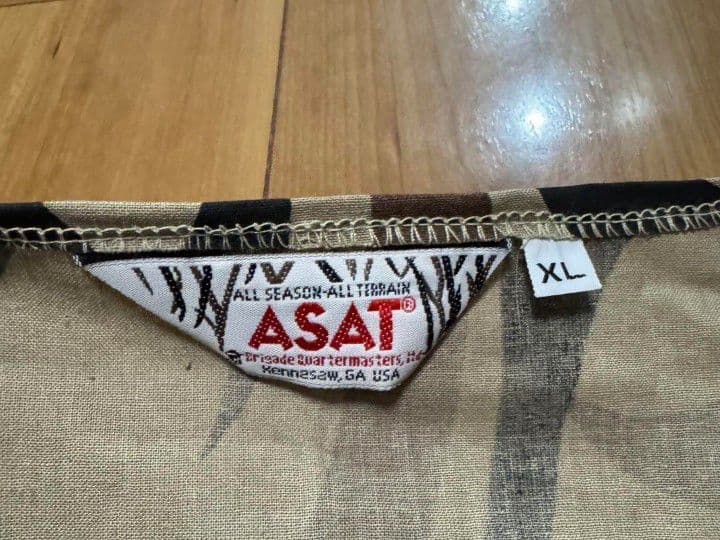 ALL SEASON-ALL TERRAIN
ASAT®
Brigade Quartermasters, Ltd
Kennesaw, GA USA
XL